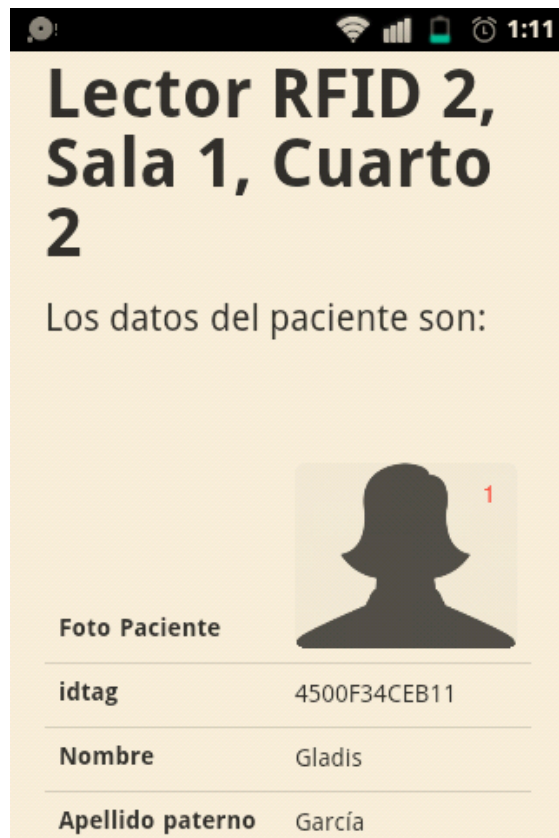 1:11
Lector RFID 2,
Sala 1, Cuarto
2
Los datos del paciente son:
1
Foto Paciente
idtag 4500F34CEB11
Nombre Gladis
Apellido paterno García